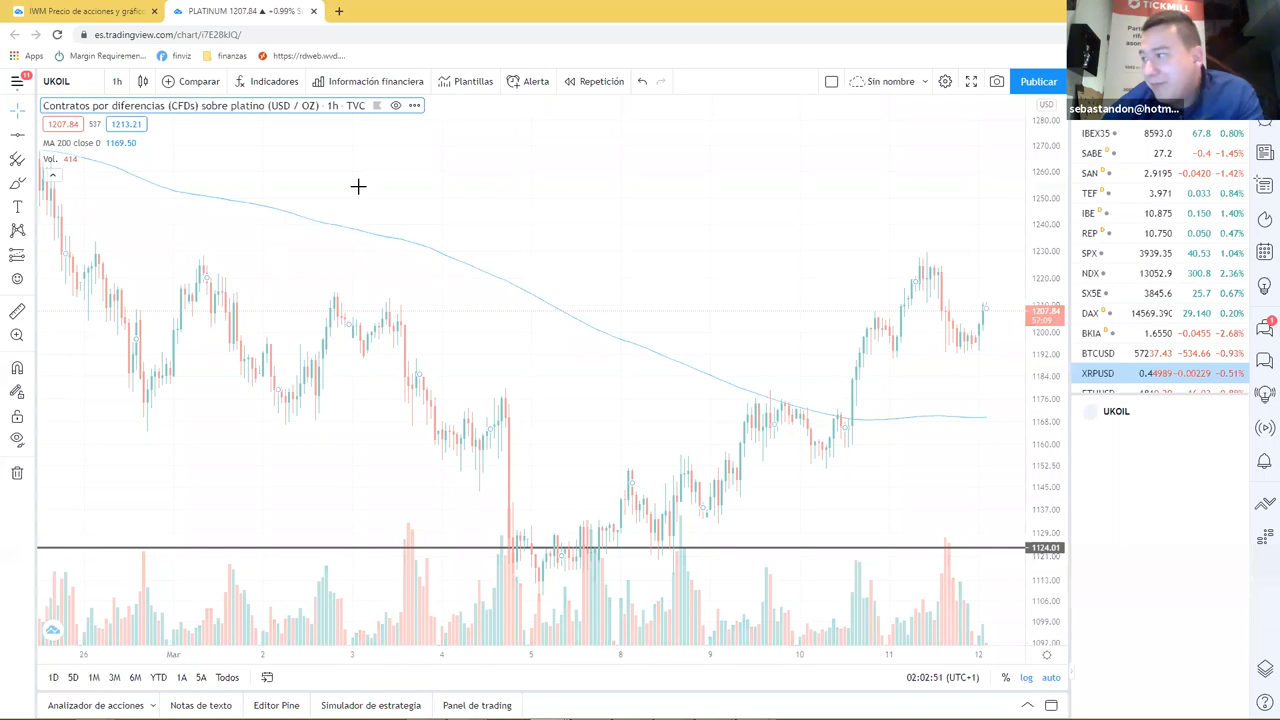 IWM Precio de acciones y gráfic
PLATINUM 1207.84 ▲ +0.99% S
es.tradingview.com/chart/i7E28kIQ/
Apps
Margin Requiremen...
finviz
finanzas
https://rdweb.wvd...
TICKMILL
sebastandon@hotm...
11
UKOIL
1h
Comparar
Indicadores
Información financiera
Plantillas
Alerta
Repetición
Sin nombre
Publicar
Contratos por diferencias (CFDs) sobre platino (USD / OZ) · 1h · TVC
1207.84 537 1213.21
MA 200 close 0 1169.50
Vol. 414
USD
1280.00
1270.00
1260.00
1250.00
1240.00
1230.00
1220.00
1210.00
1207.84
57:09
1200.00
1192.00
1184.00
1176.00
1168.00
1160.00
1152.50
1145.00
1137.00
1129.00
1124.01
1121.00
1113.00
1106.00
1099.00
1092.00
26 Mar 2 3 4 5 8 9 10 11 12
1D 5D 1M 3M 6M YTD 1A 5A Todos
02:02:51 (UTC+1) % log auto
Analizador de acciones
Notas de texto
Editor Pine
Simulador de estrategia
Panel de trading
IBEX35 8593.0 67.8 0.80%
SABE D 27.2 −0.4 −1.45%
SAN D 2.9195 −0.0420 −1.42%
TEF D 3.971 0.033 0.84%
IBE D 10.875 0.150 1.40%
REP D 10.750 0.050 0.47%
SPX 3939.35 40.53 1.04%
NDX 13052.9 300.8 2.36%
SX5E 3845.6 25.7 0.67%
DAX 14569.390 29.140 0.20%
BKIA 1.6550 −0.0455 −2.68%
BTCUSD 57237.43 −534.66 −0.93%
XRPUSD 0.44989 −0.00229 −0.51%
UKOIL
1